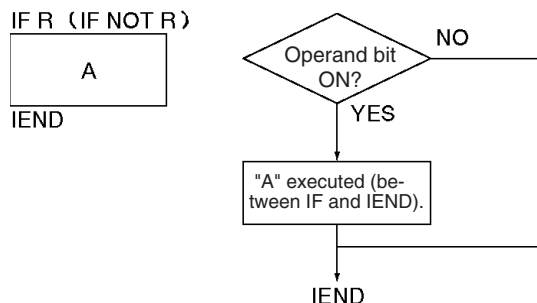 IF R (IF NOT R)
A
IEND
Operand bit
ON?
NO
YES
"A" executed (be-
tween IF and IEND).
IEND